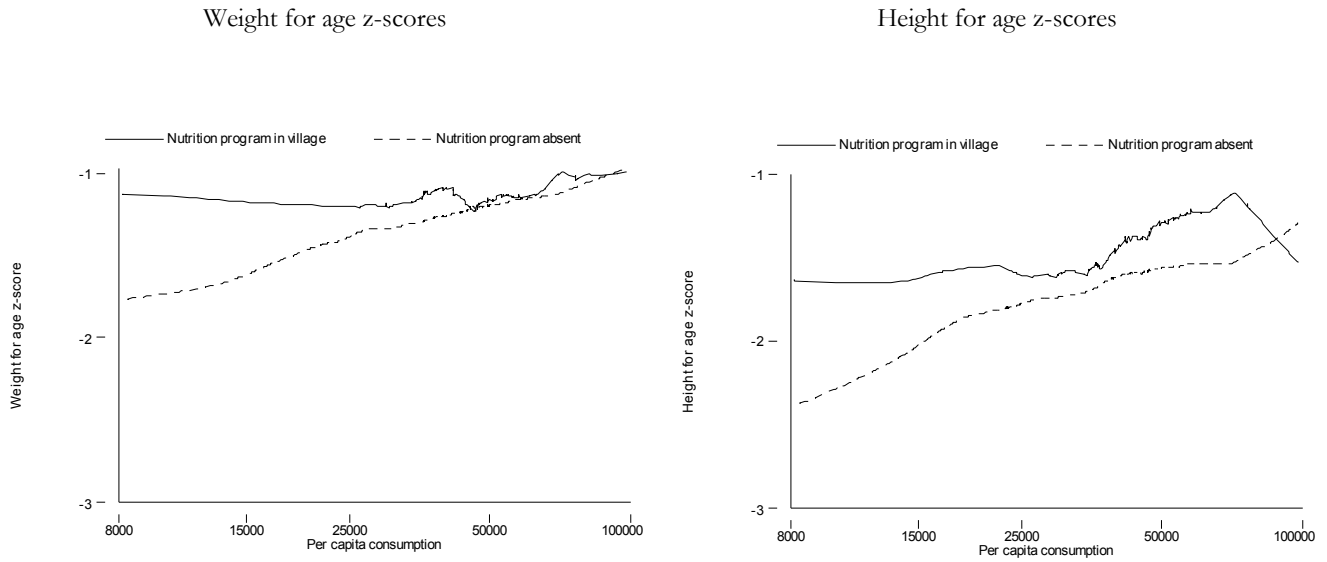 Weight for age z-scores
Nutrition program in village
Nutrition program absent
-1
-2
-3
Weight for age z-score
8000
15000
25000
50000
100000
Per capita consumption
Height for age z-scores
Nutrition program in village
Nutrition program absent
-1
-2
-3
Height for age z-score
8000
15000
25000
50000
100000
Per capita consumption